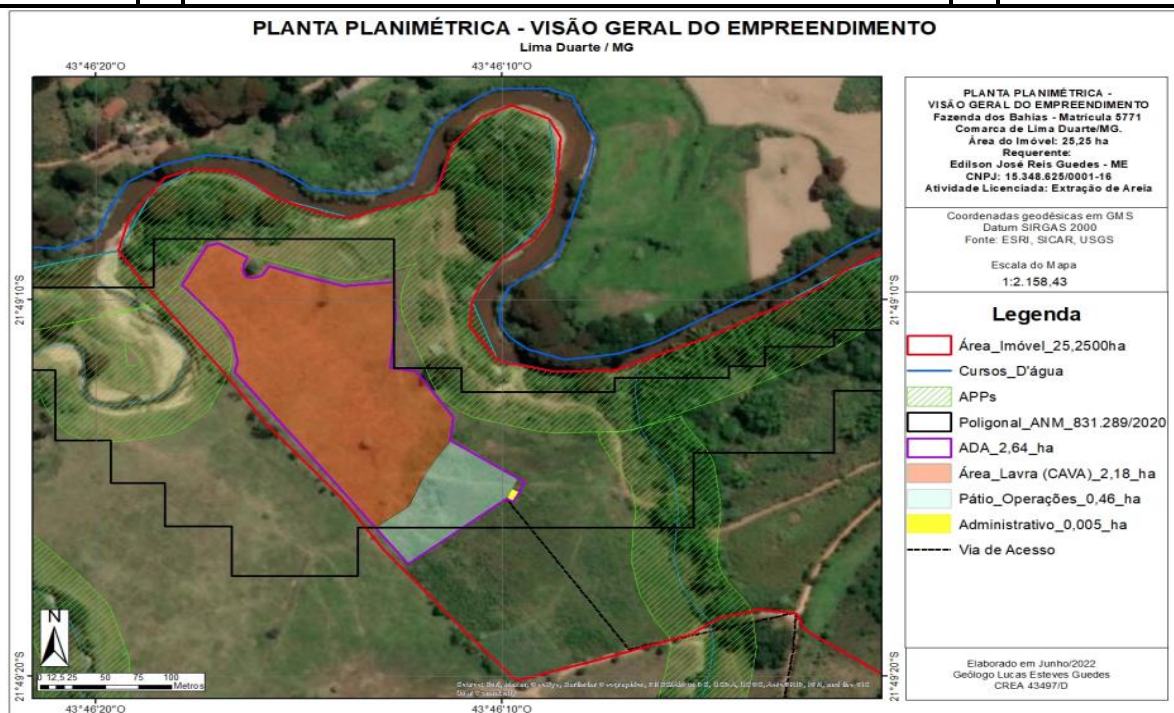 PLANTA PLANIMÉTRICA - VISÃO GERAL DO EMPREENDIMENTO
Lima Duarte / MG
43°46'20"O
43°46'10"O
21°49'10"S
21°49'10"S
21°49'20"S
21°49'20"S
N
0 12,5 25 50 75 100
Metros
43°46'20"O
43°46'10"O
PLANTA PLANIMÉTRICA -
VISÃO GERAL DO EMPREENDIMENTO
Fazenda dos Bahias - Matrícula 5771
Comarca de Lima Duarte/MG.
Área do Imóvel: 25,25 ha
Requerente:
Edilson José Reis Guedes - ME
CNPJ: 15.348.625/0001-16
Atividade Licenciada: Extração de Areia
Coordenadas geodésicas em GMS
Datum SIRGAS 2000
Fonte: ESRI, SICAR, USGS
Escala do Mapa
1:2.158,43
Legenda
Área_Imóvel_25,2500ha
Cursos_D'água
APPs
Poligonal_ANM_831.289/2020
ADA_2,64_ha
Área_Lavra (CAVA)_2,18_ha
Pátio_Operações_0,46_ha
Administrativo_0,005_ha
Via de Acesso
Elaborado em Junho/2022
Geólogo Lucas Esteves Guedes
CREA 43497/D